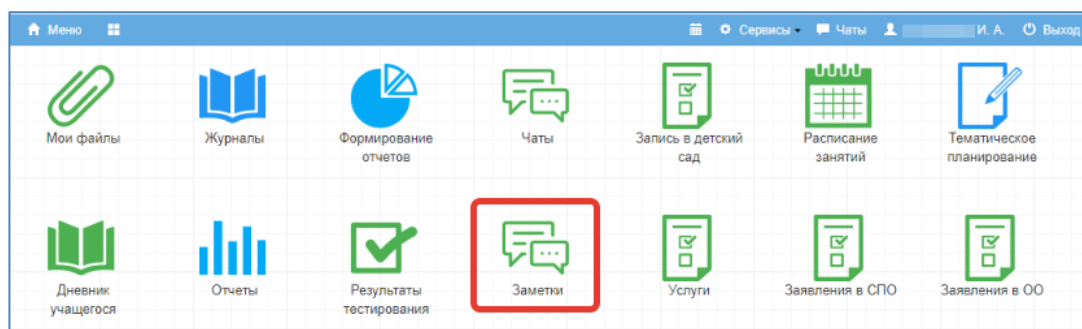 Меню
Сервисы
Чаты
И. А.
Выход
Мои файлы
Журналы
Формирование
отчетов
Чаты
Запись в детский
сад
Расписание
занятий
Тематическое
планирование
Дневник
учащегося
Отчеты
Результаты
тестирования
Заметки
Услуги
Заявления в СПО
Заявления в ОО